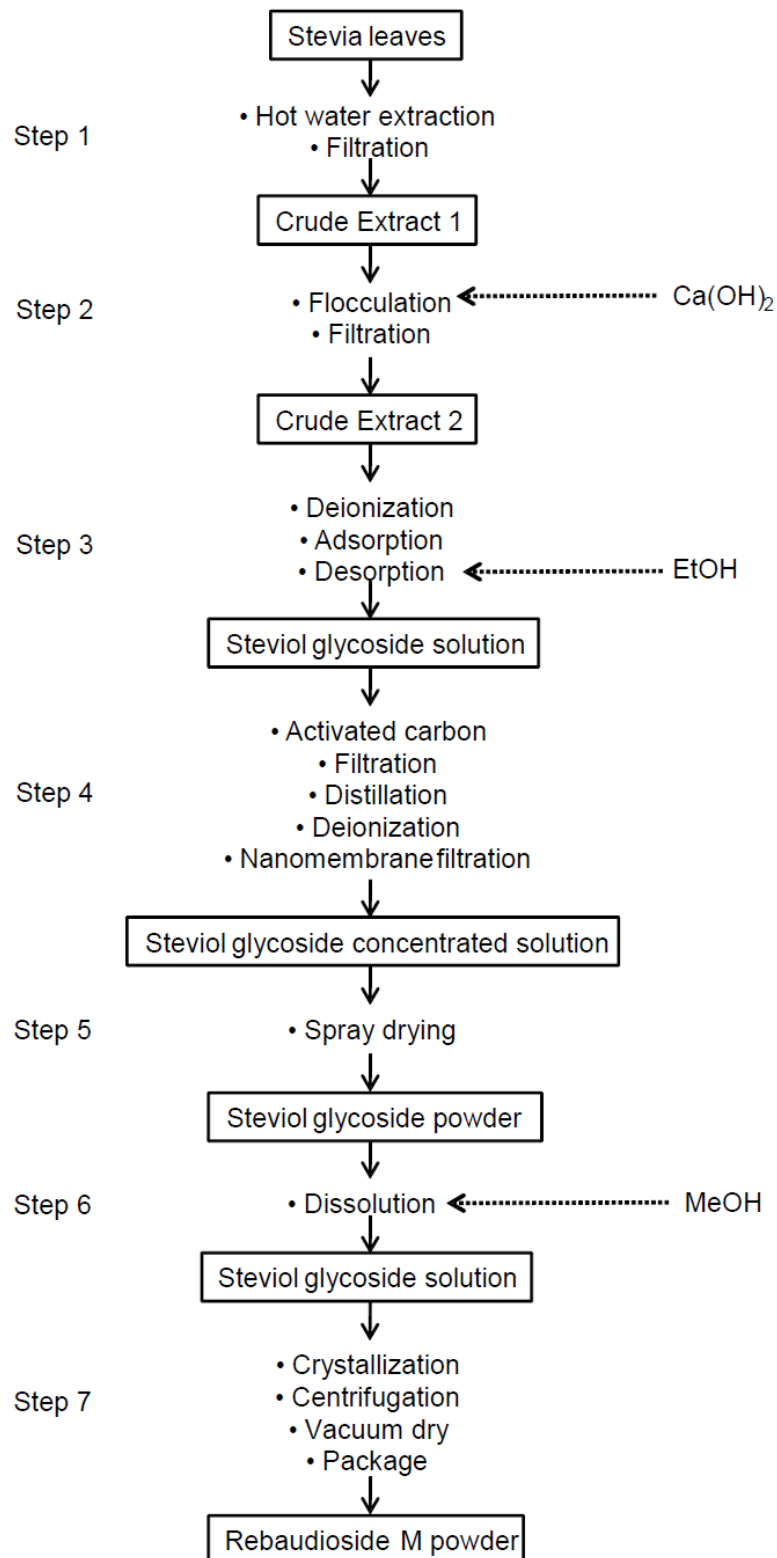 Stevia leaves
Step 1
• Hot water extraction
• Filtration
Crude Extract 1
Step 2
• Flocculation
Ca(OH)₂
• Filtration
Crude Extract 2
Step 3
• Deionization
• Adsorption
• Desorption
EtOH
Steviol glycoside solution
Step 4
• Activated carbon
• Filtration
• Distillation
• Deionization
• Nanomembrane filtration
Steviol glycoside concentrated solution
Step 5
• Spray drying
Steviol glycoside powder
Step 6
• Dissolution
MeOH
Steviol glycoside solution
Step 7
• Crystallization
• Centrifugation
• Vacuum dry
• Package
Rebaudioside M powder